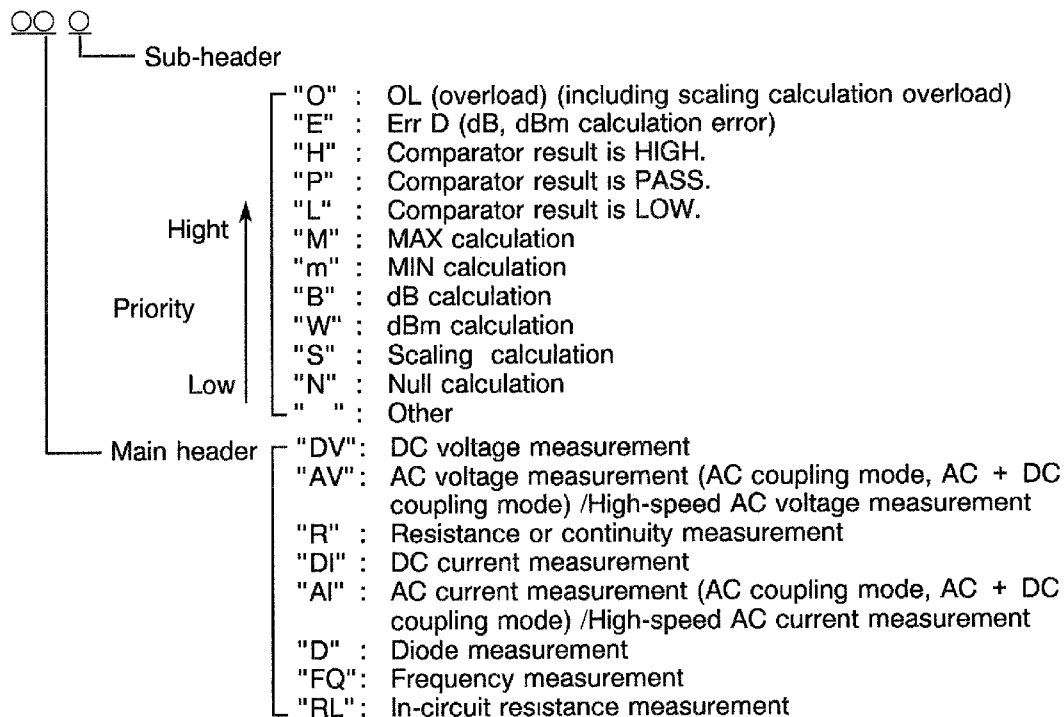 ○○ ○
Sub-header
"O" : OL (overload) (including scaling calculation overload)
"E" : Err D (dB, dBm calculation error)
"H" : Comparator result is HIGH.
"P" : Comparator result is PASS.
"L" : Comparator result is LOW.
Hight
"M" : MAX calculation
"m" : MIN calculation
Priority
"B" : dB calculation
"W" : dBm calculation
"S" : Scaling calculation
Low
"N" : Null calculation
" " : Other
Main header
"DV": DC voltage measurement
"AV": AC voltage measurement (AC coupling mode, AC + DC
coupling mode) /High-speed AC voltage measurement
"R" : Resistance or continuity measurement
"DI" : DC current measurement
"AI" : AC current measurement (AC coupling mode, AC + DC
coupling mode) /High-speed AC current measurement
"D" : Diode measurement
"FQ": Frequency measurement
"RL": In-circuit resistance measurement